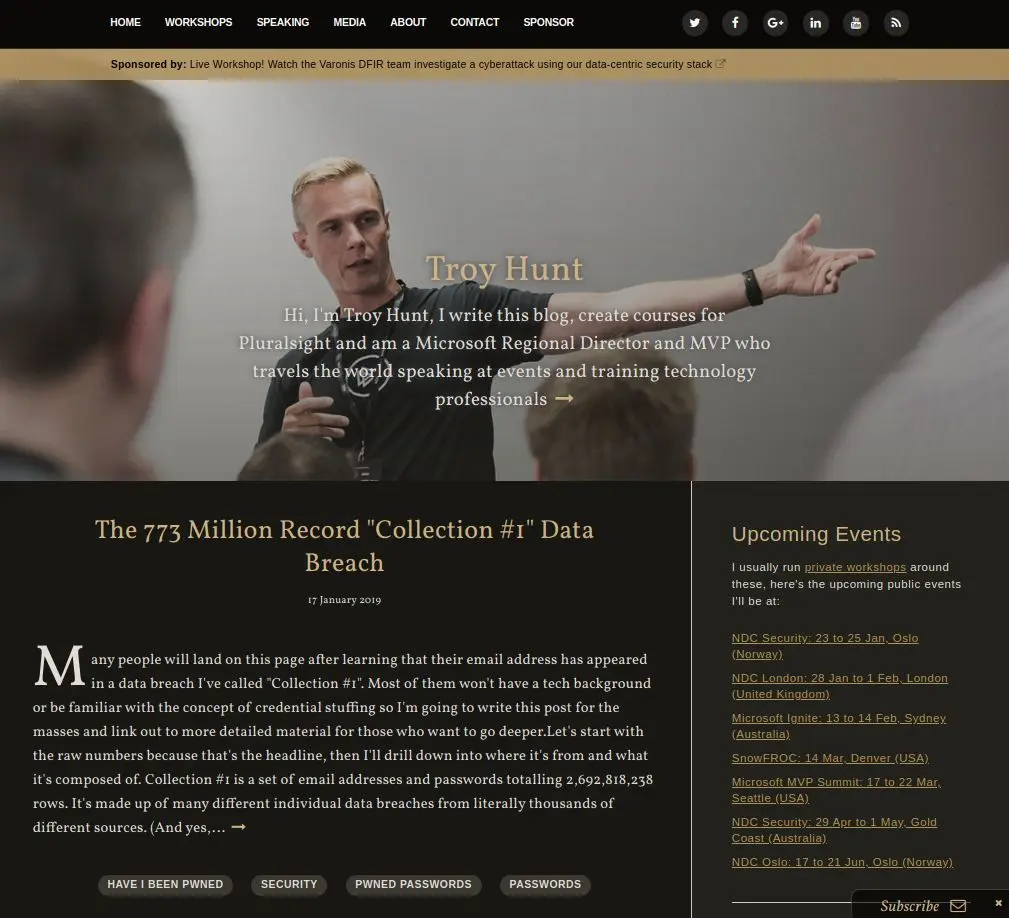 HOME WORKSHOPS SPEAKING MEDIA ABOUT CONTACT SPONSOR
Sponsored by: Live Workshop! Watch the Varonis DFIR team investigate a cyberattack using our data-centric security stack
Troy Hunt
Hi, I'm Troy Hunt, I write this blog, create courses for
Pluralsight and am a Microsoft Regional Director and MVP who
travels the world speaking at events and training technology
professionals
The 773 Million Record "Collection #1" Data
Breach
17 January 2019
Many people will land on this page after learning that their email address has appeared
in a data breach I've called "Collection #1". Most of them won't have a tech background
or be familiar with the concept of credential stuffing so I'm going to write this post for the
masses and link out to more detailed material for those who want to go deeper.Let's start with
the raw numbers because that's the headline, then I'll drill down into where it's from and what
it's composed of. Collection #1 is a set of email addresses and passwords totalling 2,692,818,238
rows. It's made up of many different individual data breaches from literally thousands of
different sources. (And yes,...
HAVE I BEEN PWNED SECURITY PWNED PASSWORDS PASSWORDS
Upcoming Events
I usually run private workshops around
these, here's the upcoming public events
I'll be at:
NDC Security: 23 to 25 Jan, Oslo
(Norway)
NDC London: 28 Jan to 1 Feb, London
(United Kingdom)
Microsoft Ignite: 13 to 14 Feb, Sydney
(Australia)
SnowFROC: 14 Mar, Denver (USA)
Microsoft MVP Summit: 17 to 22 Mar,
Seattle (USA)
NDC Security: 29 Apr to 1 May, Gold
Coast (Australia)
NDC Oslo: 17 to 21 Jun, Oslo (Norway)
Subscribe